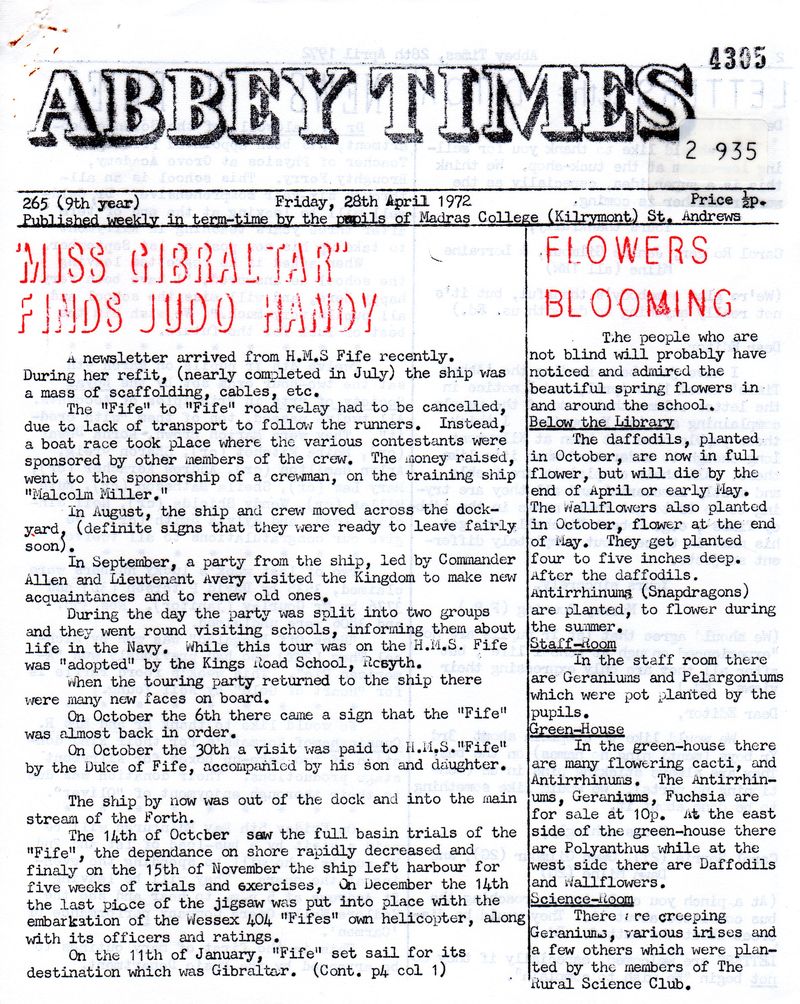 4305
ABBEY TIMES
2 935
265 (9th year) Friday, 28th April 1972 Price ½p.
Published weekly in term-time by the pupils of Madras College (Kilrymont) St. Andrews
"MISS GIBRALTAR"
FINDS JUDO HANDY
A newsletter arrived from H.M.S Fife recently.
During her refit, (nearly completed in July) the ship was
a mass of scaffolding, cables, etc.
The "Fife" to "Fife" road relay had to be cancelled,
due to lack of transport to follow the runners. Instead,
a boat race took place where the various contestants were
sponsored by other members of the crew. The money raised,
went to the sponsorship of a crewman, on the training ship
"Malcolm Miller."
In August, the ship and crew moved across the dock-
yard, (definite signs that they were ready to leave fairly
soon).
In September, a party from the ship, led by Commander
Allen and Lieutenant Avery visited the Kingdom to make new
acquaintances and to renew old ones.
During the day the party was split into two groups
and they went round visiting schools, informing them about
life in the Navy. While this tour was on the H.M.S. Fife
was "adopted" by the Kings Road School, Rosyth.
When the touring party returned to the ship there
were many new faces on board.
On October the 6th there came a sign that the "Fife"
was almost back in order.
On October the 30th a visit was paid to H.M.S."Fife"
by the Duke of Fife, accompanied by his son and daughter.
The ship by now was out of the dock and into the main
stream of the Forth.
The 14th of October saw the full basin trials of the
"Fife", the dependance on shore rapidly decreased and
finaly on the 15th of November the ship left harbour for
five weeks of trials and exercises, On December the 14th
the last piece of the jigsaw was put into place with the
embarkation of the Wessex 404 "Fifes" own helicopter, along
with its officers and ratings.
On the 11th of January, "Fife" set sail for its
destination which was Gibraltar. (Cont. p4 col 1)
FLOWERS
BLOOMING
The people who are
not blind will probably have
noticed and admired the
beautiful spring flowers in
and around the school.
Below the Library
The daffodils, planted
in October, are now in full
flower, but will die by the
end of April or early May.
The Wallflowers also planted
in October, flower at the end
of May. They get planted
four to five inches deep.
After the daffodils.
Antirrhinums (Snapdragons)
are planted, to flower during
the summer.
Staff-Room
In the staff room there
are Geraniums and Pelargoniums
which were pot planted by the
pupils.
Green-House
In the green-house there
are many flowering cacti, and
Antirrhinums. The Antirrhin-
ums, Geraniums, Fuchsia are
for sale at 10p. At the east
side of the green-house there
are Polyanthus while at the
west side there are Daffodils
and Wallflowers.
Science-Room
There are creeping
Geraniums, various irises and
a few others which were plan-
ted by the members of The
Rural Science Club.